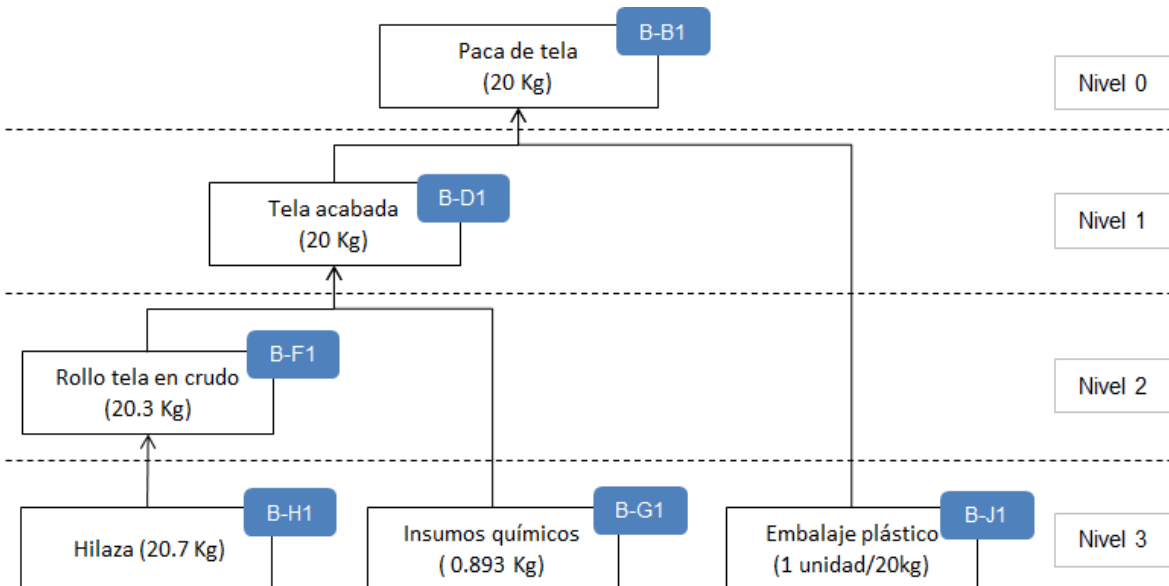 B-B1
Paca de tela
(20 Kg)
Nivel 0
B-D1
Tela acabada
(20 Kg)
Nivel 1
B-F1
Rollo tela en crudo
(20.3 Kg)
Nivel 2
B-H1
Hilaza (20.7 Kg)
B-G1
Insumos químicos
( 0.893 Kg)
B-J1
Embalaje plástico
(1 unidad/20kg)
Nivel 3